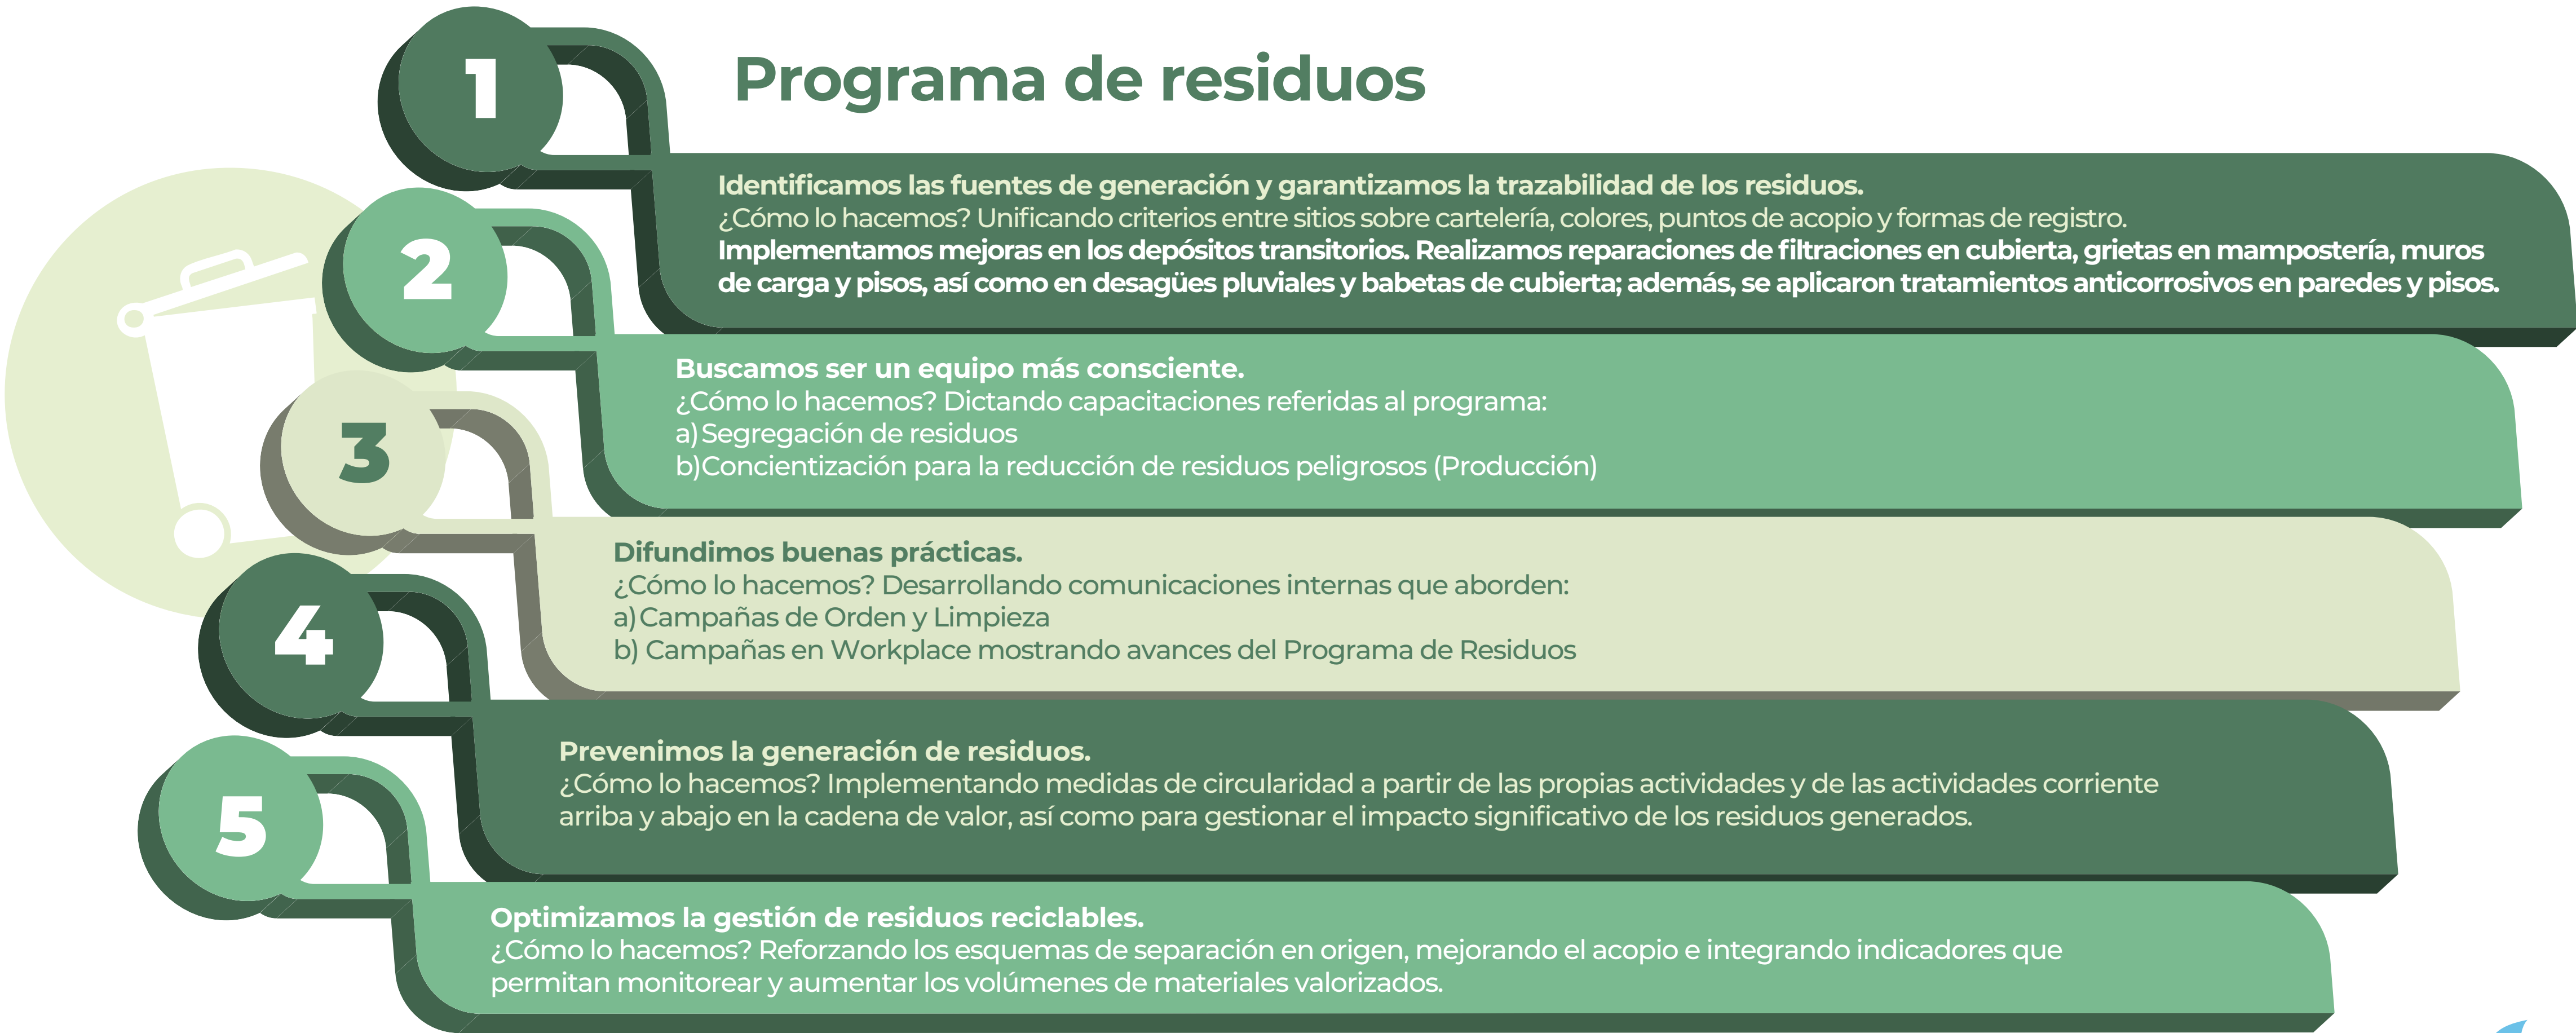 Programa de residuos
1
Identificamos las fuentes de generación y garantizamos la trazabilidad de los residuos.
¿Cómo lo hacemos? Unificando criterios entre sitios sobre cartelería, colores, puntos de acopio y formas de registro.
Implementamos mejoras en los depósitos transitorios. Realizamos reparaciones de filtraciones en cubierta, grietas en mampostería, muros
de carga y pisos, así como en desagües pluviales y babetas de cubierta; además, se aplicaron tratamientos anticorrosivos en paredes y pisos.
2
Buscamos ser un equipo más consciente.
¿Cómo lo hacemos? Dictando capacitaciones referidas al programa:
a) Segregación de residuos
b)Concientización para la reducción de residuos peligrosos (Producción)
3
Difundimos buenas prácticas.
¿Cómo lo hacemos? Desarrollando comunicaciones internas que aborden:
a) Campañas de Orden y Limpieza
b) Campañas en Workplace mostrando avances del Programa de Residuos
4
Prevenimos la generación de residuos.
¿Cómo lo hacemos? Implementando medidas de circularidad a partir de las propias actividades y de las actividades corriente
arriba y abajo en la cadena de valor, así como para gestionar el impacto significativo de los residuos generados.
5
Optimizamos la gestión de residuos reciclables.
¿Cómo lo hacemos? Reforzando los esquemas de separación en origen, mejorando el acopio e integrando indicadores que
permitan monitorear y aumentar los volúmenes de materiales valorizados.